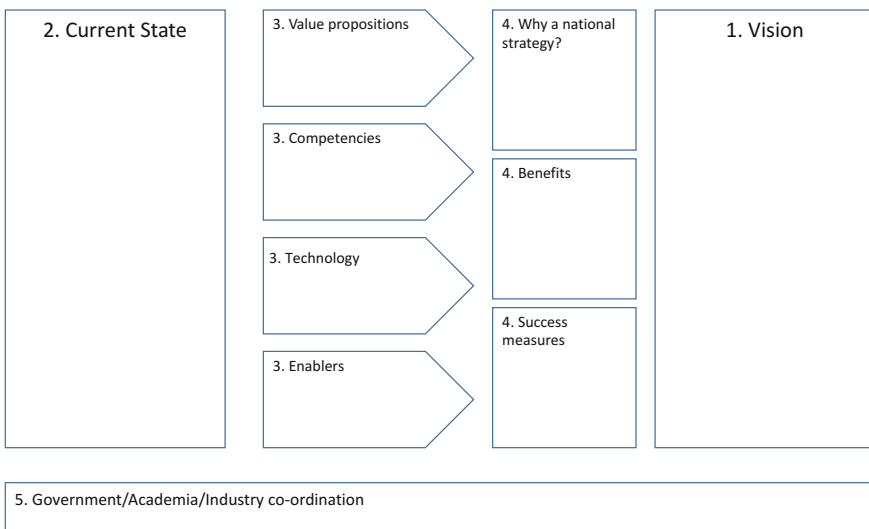 2. Current State
3. Value propositions
3. Competencies
3. Technology
3. Enablers
4. Why a national
strategy?
4. Benefits
4. Success
measures
1. Vision
5. Government/Academia/Industry co-ordination